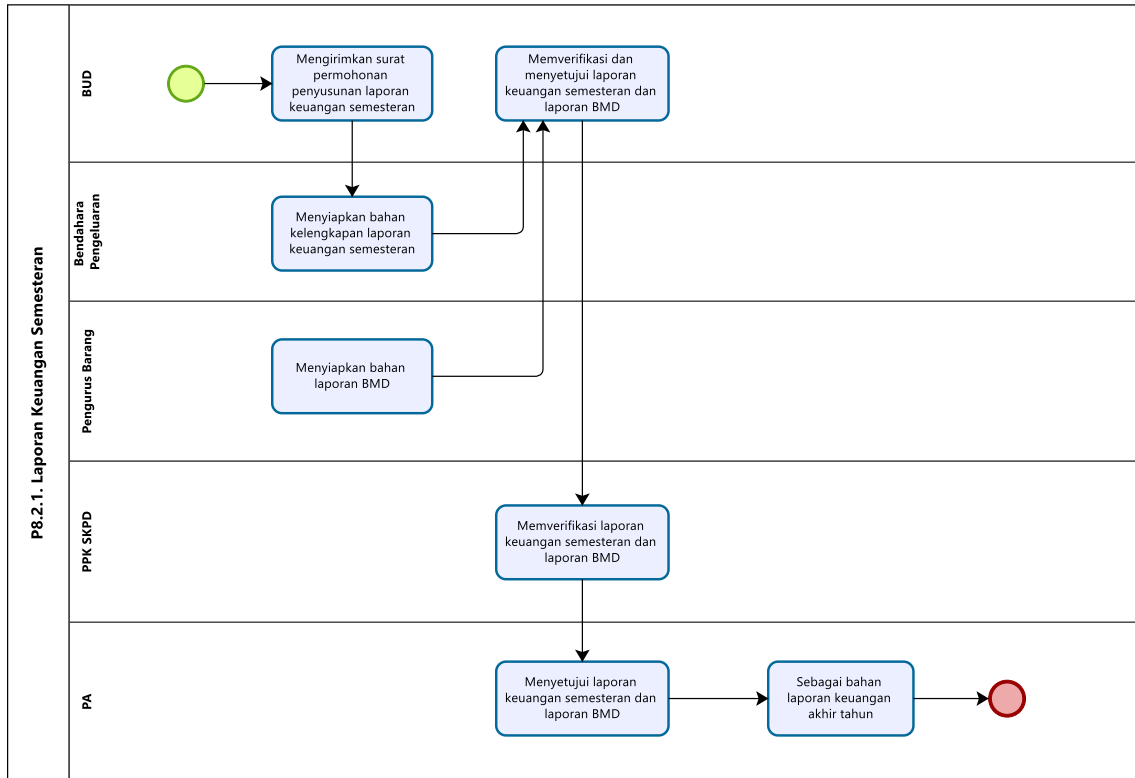 P8.2.1. Laporan Keuangan Semesteran
BUD
Mengirimkan surat
permohonan
penyusunan laporan
keuangan semesteran
Memverifikasi dan
menyetujui laporan
keuangan semesteran dan
laporan BMD
Bendahara
Pengeluaran
Menyiapkan bahan
kelengkapan laporan
keuangan semesteran
Pengurus Barang
Menyiapkan bahan
laporan BMD
PPK SKPD
Memverifikasi laporan
keuangan semesteran dan
laporan BMD
PA
Menyetujui laporan
keuangan semesteran dan
laporan BMD
Sebagai bahan
laporan keuangan
akhir tahun